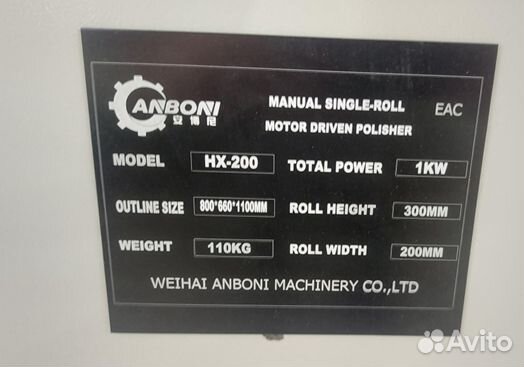 ANBONI
安博尼
MANUAL SINGLE-ROLL
MOTOR DRIVEN POLISHER
EAC
MODEL HX-200 TOTAL POWER 1KW
OUTLINE SIZE 800*660*1100MM ROLL HEIGHT 300MM
WEIGHT 110KG ROLL WIDTH 200MM
WEIHAI ANBONI MACHINERY CO.,LTD
Avito